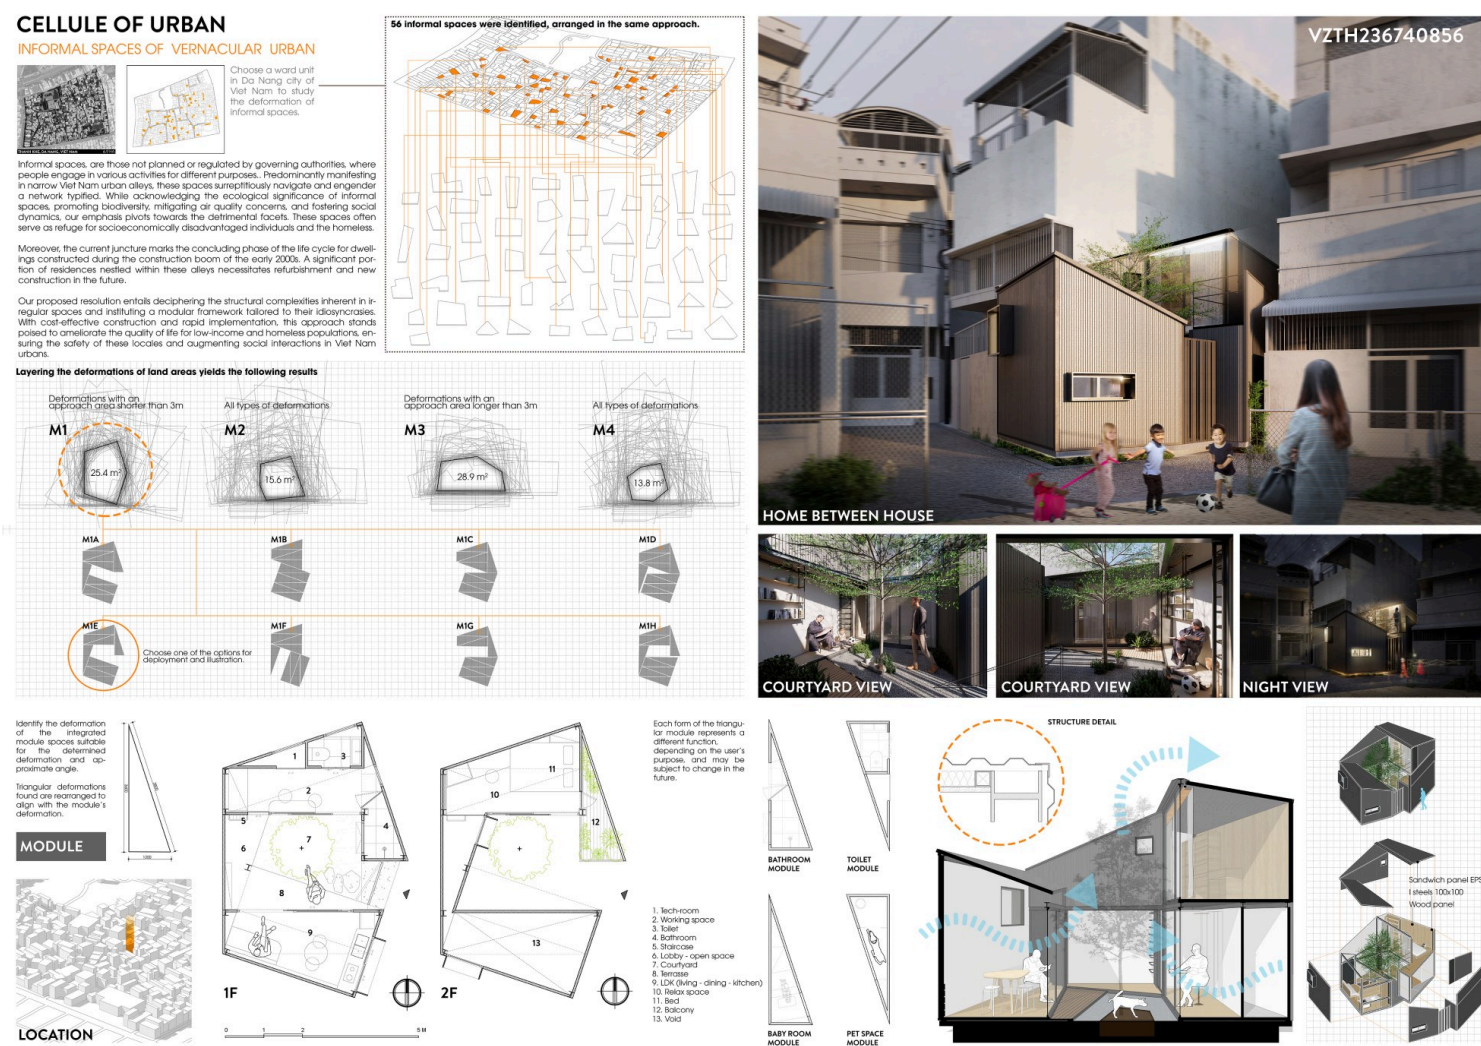 CELLULE OF URBAN
INFORMAL SPACES OF VERNACULAR URBAN
Choose a ward unit
in Da Nang city of
Viet Nam to study
the deformation of
informal spaces.
Informal spaces, are those not planned or regulated by governing authorities, where
people engage in various activities for different purposes.. Predominantly manifesting
in narrow Viet Nam urban alleys, these spaces surreptitiously navigate and engender
a network typified. While acknowledging the ecological significance of informal
spaces, promoting biodiversity, mitigating air quality concerns, and fostering social
dynamics, our emphasis pivots towards the detrimental facets. These spaces often
serve as refuge for socioeconomically disadvantaged individuals and the homeless.
Moreover, the current juncture marks the concluding phase of the life cycle for dwell-
ings constructed during the construction boom of the early 2000s. A significant por-
tion of residences nestled within these alleys necessitates refurbishment and new
construction in the future.
Our proposed resolution entails deciphering the structural complexities inherent in ir-
regular spaces and instituting a modular framework tailored to their idiosyncrasies.
With cost-effective construction and rapid implementation, this approach stands
poised to ameliorate the quality of life for low-income and homeless populations, en-
suring the safety of these locales and augmenting social interactions in Viet Nam
urbans.
56 informal spaces were identified, arranged in the same approach.
VZTH236740856
HOME BETWEEN HOUSE
COURTYARD VIEW
COURTYARD VIEW
NIGHT VIEW
Layering the deformations of land areas yields the following results
Deformations with an
approach area shorter than 3m
M1
25.4 m²
All types of deformations
M2
15.6 m²
Deformations with an
approach area longer than 3m
M3
28.9 m²
All types of deformations
M4
13.8 m²
M1A
M1B
M1C
M1D
M1E
M1F
M1G
M1H
Choose one of the options for
deployment and illustration.
Identify the deformation
of the integrated
module spaces suitable
for the determined
deformation and ap-
proximate angle.
Triangular deformations
found are rearranged to
align with the module's
deformation.
MODULE
LOCATION
1
2
3
4
5
6
7
8
9
1F
10
11
12
13
2F
0 1 2 5 M
Each form of the triangu-
lar module represents a
different function,
depending on the user's
purpose, and may be
subject to change in the
future.
1. Tech-room
2. Working space
3. Toilet
4. Bathroom
5. Staircase
6. Lobby - open space
7. Courtyard
8. Terrasse
9. LDK (living - dining - kitchen)
10. Relax space
11. Bed
12. Balcony
13. Void
BATHROOM
MODULE
TOILET
MODULE
BABY ROOM
MODULE
PET SPACE
MODULE
STRUCTURE DETAIL
Sandwich panel EPS
I steels 100x100
Wood panel